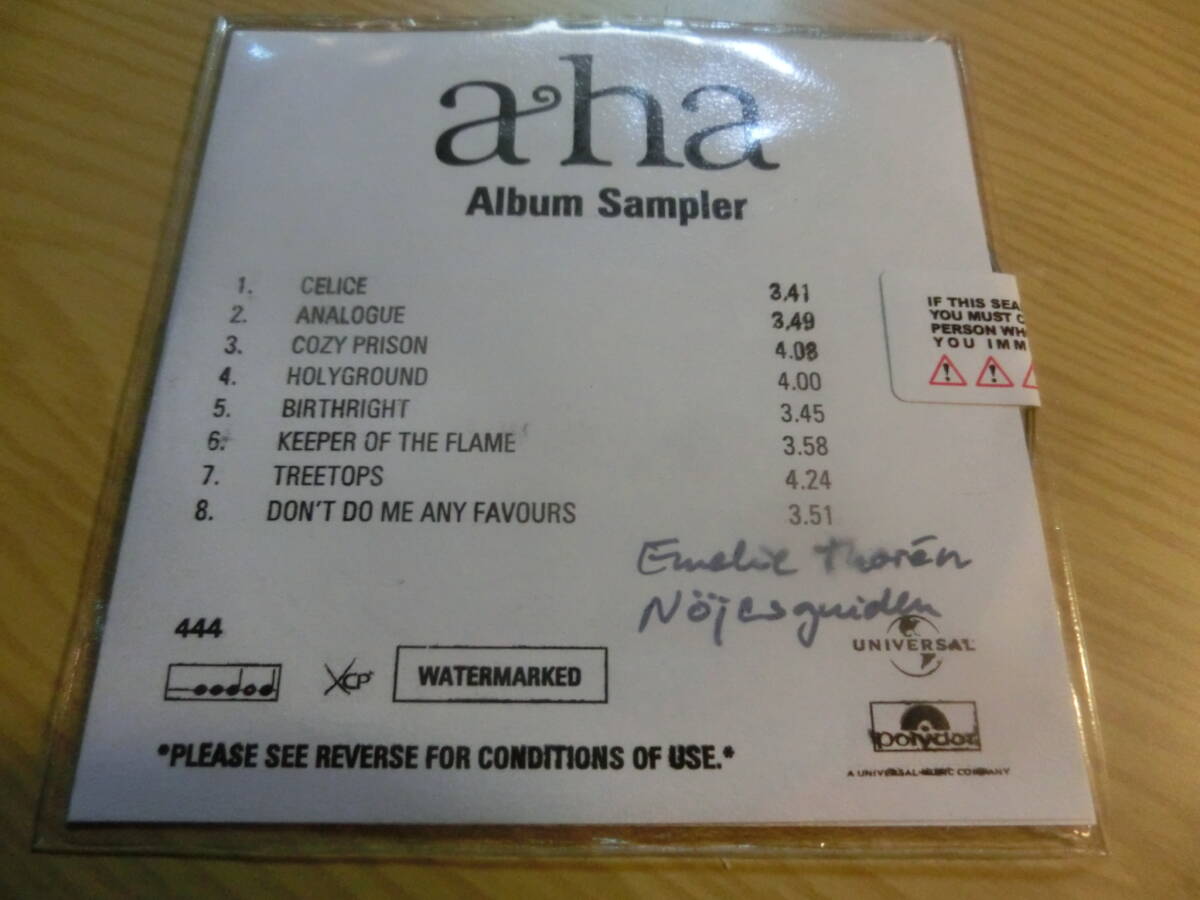 a-ha
Album Sampler
1. CELICE 3.41
2. ANALOGUE 3.49
3. COZY PRISON 4.08
4. HOLYGROUND 4.00
5. BIRTHRIGHT 3.45
6. KEEPER OF THE FLAME 3.58
7. TREETOPS 4.24
8. DON'T DO ME ANY FAVOURS 3.51
IF THIS SEA
YOU MUST C
PERSON WH
YOU IMM
Emelie Thorén
Nöjesguiden
444
XCP
WATERMARKED
UNIVERSAL
polydor
A UNIVERSAL MUSIC COMPANY
*PLEASE SEE REVERSE FOR CONDITIONS OF USE.*